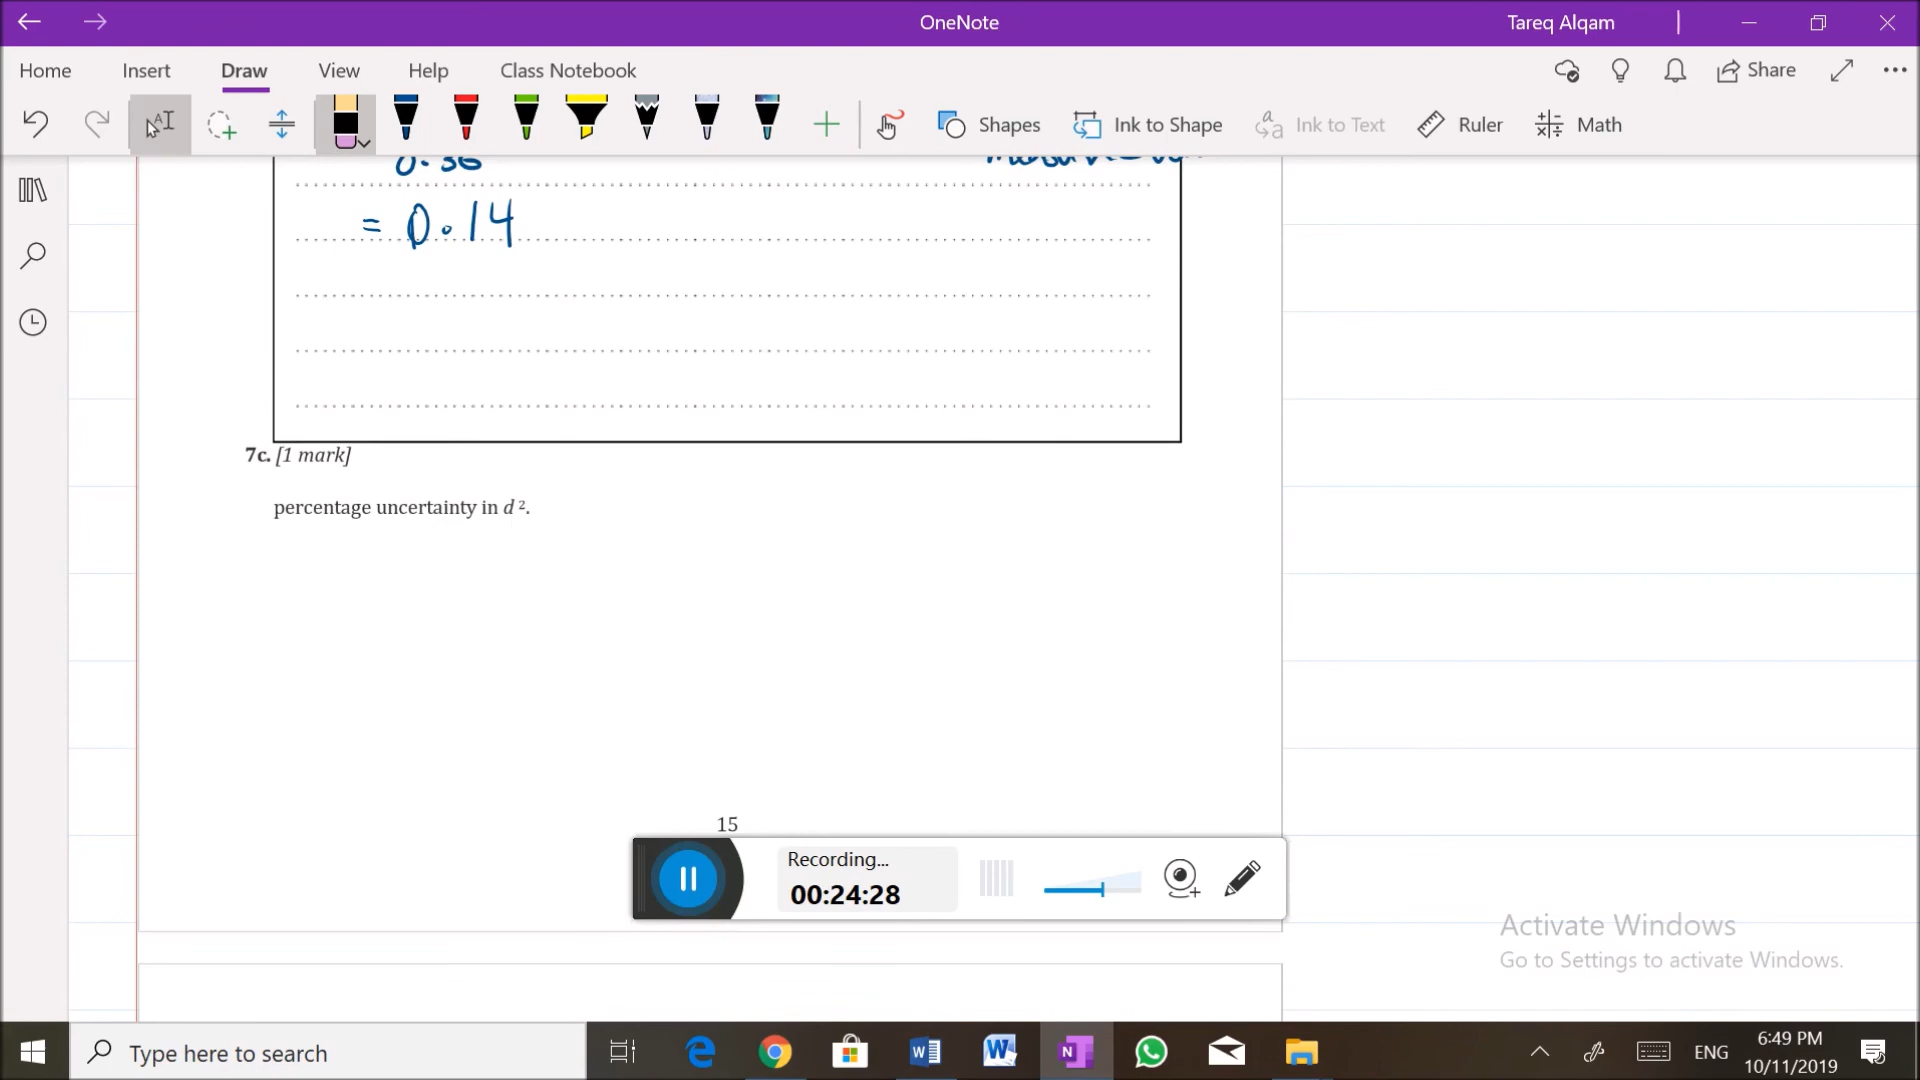 OneNote
Tareq Alqam
Home Insert Draw View Help Class Notebook Share
Shapes Ink to Shape Ink to Text Ruler Math
0.36
= 0.14
7c. [1 mark]
percentage uncertainty in d ².
15
Recording...
00:24:28
Activate Windows
Go to Settings to activate Windows.
Type here to search
ENG
6:49 PM
10/11/2019